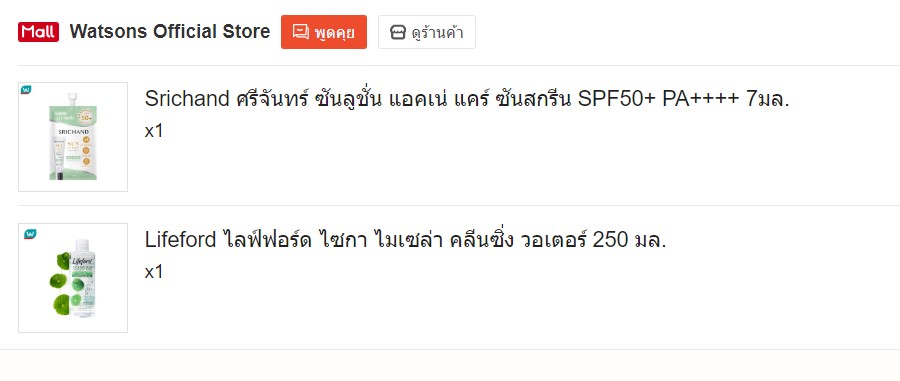 Mall Watsons Official Store พูดคุย ดูร้านค้า
Srichand ศรีจันทร์ ซันลูชั่น แอคเน่ แคร์ ซันสกรีน SPF50+ PA++++ 7มล.
x1
SRICHAND
Lifeford ไลฟ์ฟอร์ด ไซกา ไมเซล่า คลีนซิ่ง วอเตอร์ 250 มล.
x1
Lifeford